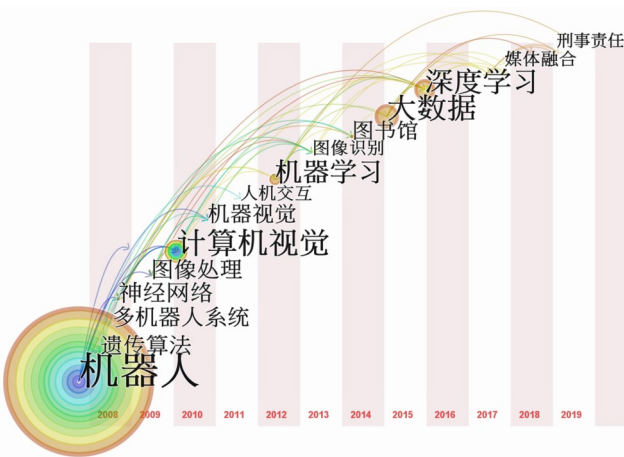 刑事责任
媒体融合
深度学习
大数据
图书馆
图像识别
机器学习
人机交互
机器视觉
计算机视觉
图像处理
神经网络
多机器人系统
遗传算法
机器人
2008 2009 2010 2011 2012 2013 2014 2015 2016 2017 2018 2019